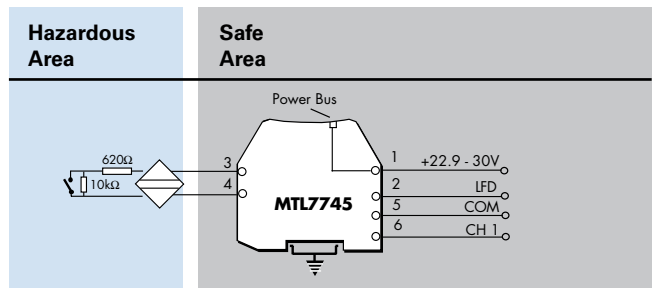 Hazardous
Area
Safe
Area
Power Bus
620Ω
10kΩ
3
4
MTL7745
1
+22.9 - 30V
2
LFD
5
COM
6
CH 1